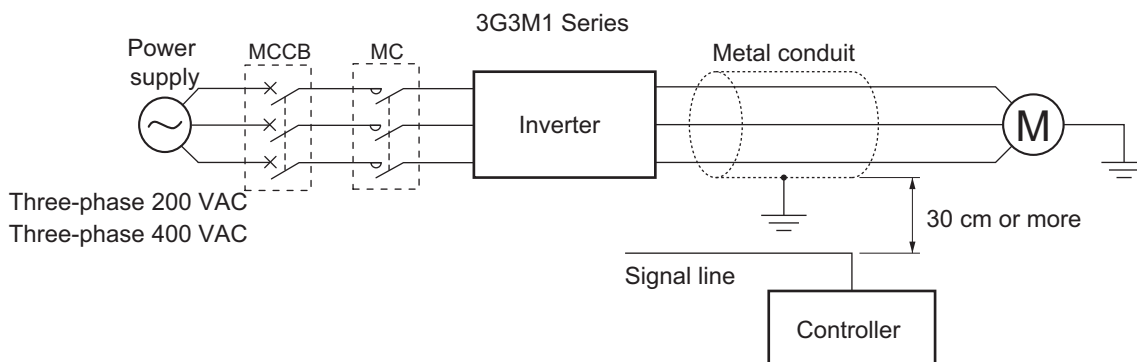 3G3M1 Series
Power
supply
MCCB
MC
Metal conduit
Inverter
M
Three-phase 200 VAC
Three-phase 400 VAC
30 cm or more
Signal line
Controller